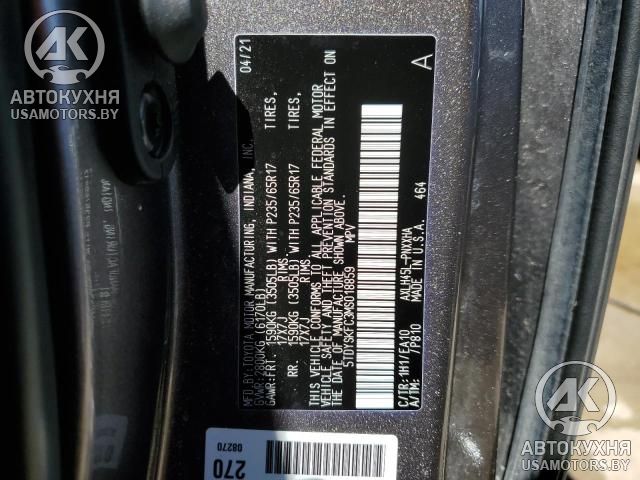 АВТОКУХНЯ
USAMOTORS.BY
MFD.BY:TOYOTA MOTOR MANUFACTURING, INDIANA, INC. 04/21
GVWR:2800KG (6170LB)
GAWR:FRT. 1590KG (3505LB) WITH P235/65R17 TIRES,
17X7J RIMS
RR. 1590KG (3505LB) WITH P235/65R17 TIRES,
17X7J RIMS
THIS VEHICLE CONFORMS TO ALL APPLICABLE FEDERAL MOTOR
VEHICLE SAFETY AND THEFT PREVENTION STANDARDS IN EFFECT ON
THE DATE OF MANUFACTURE SHOWN ABOVE.
5TDYSKFC3MS018859 MPV
C/TR:1H1/EA10 AXLH45L-PNXXHA 464
A/TM: /P810 MADE IN U.S.A.
A
270
08270
АВТОКУХНЯ
USAMOTORS.BY